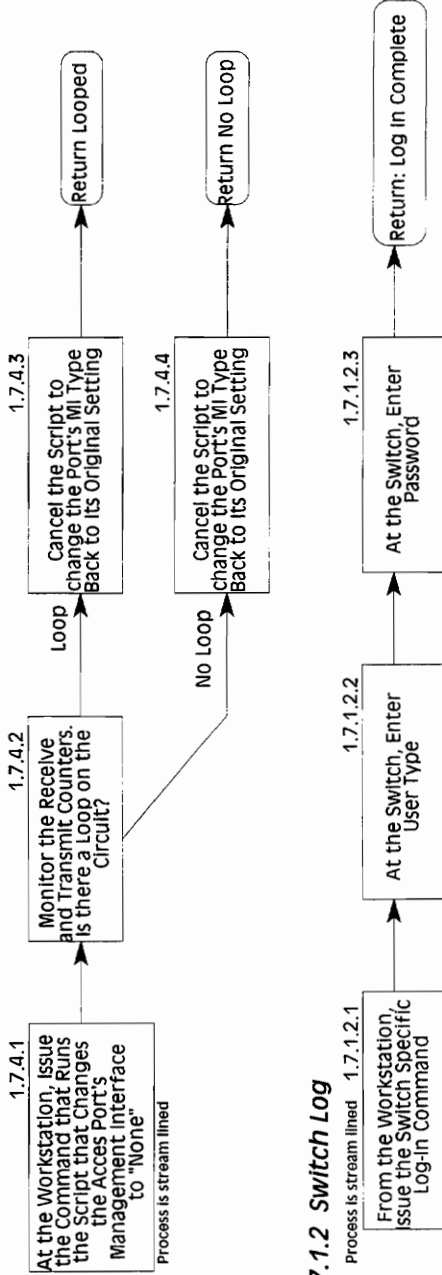 1.7.4.1
At the Workstation, Issue
the Command that Runs
the Script that Changes
the Acces Port's
Management Interface
to "None"
Process is stream lined
1.7.4.2
Monitor the Receive
and Transmit Counters.
Is there a Loop on the
Circuit?
Loop
No Loop
1.7.4.3
Cancel the Script to
change the Port's MI Type
Back to Its Original Setting
Return Looped
1.7.4.4
Cancel the Script to
change the Port's MI Type
Back to Its Original Setting
Return No Loop
7.1.2 Switch Log
Process is stream lined
1.7.1.2.1
From the Workstation,
Issue the Switch Specific
Log-In Command
1.7.1.2.2
At the Switch, Enter
User Type
1.7.1.2.3
At the Switch, Enter
Password
Return: Log In Complete